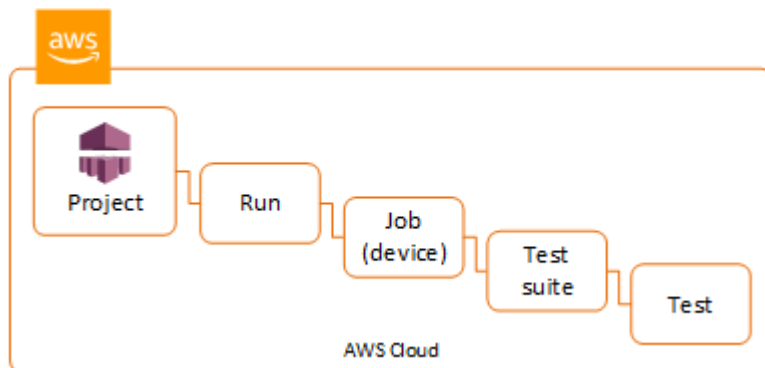 aws
Project
Run
Job
(device)
Test
suite
Test
AWS Cloud